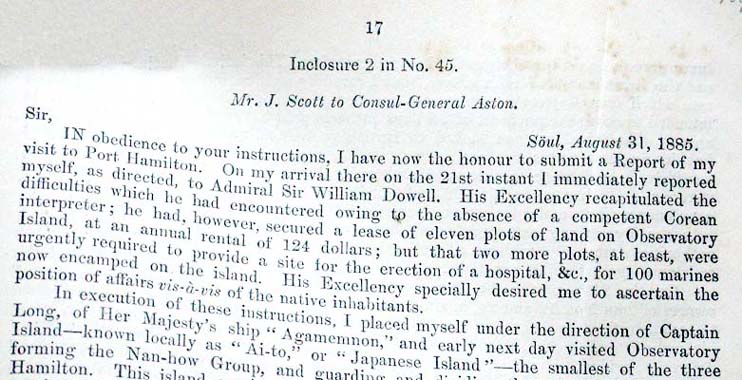 17
Inclosure 2 in No. 45.
Mr. J. Scott to Consul-General Aston.
Sir,
Söul, August 31, 1885.
IN obedience to your instructions, I have now the honour to submit a Report of my
visit to Port Hamilton. On my arrival there on the 21st instant I immediately reported
myself, as directed, to Admiral Sir William Dowell. His Excellency recapitulated the
difficulties which he had encountered owing to the absence of a competent Corean
interpreter; he had, however, secured a lease of eleven plots of land on Observatory
Island, at an annual rental of 124 dollars; but that two more plots, at least, were
urgently required to provide a site for the erection of a hospital, &c., for 100 marines
now encamped on the island. His Excellency specially desired me to ascertain the
position of affairs vis-à-vis of the native inhabitants.
In execution of these instructions, I placed myself under the direction of Captain
Long, of Her Majesty's ship "Agamemnon," and early next day visited Observatory
Island—known locally as "Ai-to," or "Japanese Island"—the smallest of the three
forming the Nan-how Group, and guarding and
Hamilton. This island